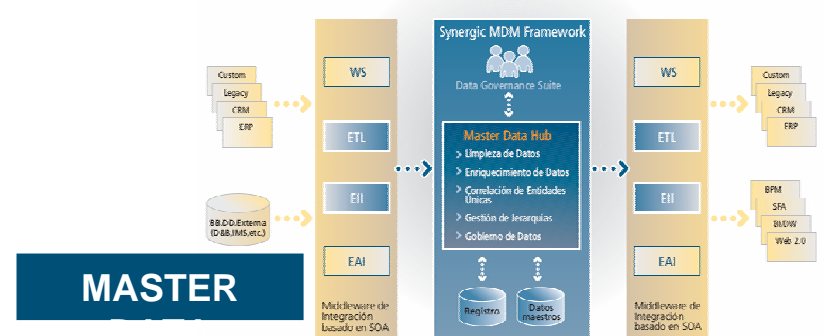 Synergic MDM Framework
Data Governance Suite
Master Data Hub
> Limpieza de Datos
> Enriquecimiento de Datos
> Correlación de Entidades
Únicas
> Gestión de Jerarquías
> Gobierno de Datos
Registro
Datos
maestros
Custom
Legacy
CRM
ERP
BB.DD.Externa
(D&B,IMS,etc.)
WS
ETL
EII
EAI
Middleware de
Integración
basado en SOA
WS
ETL
EII
EAI
Middleware de
Integración
basado en SOA
Custom
Legacy
CRM
ERP
BPM
SFA
BI/DW
Web 2.0
MASTER
DATA